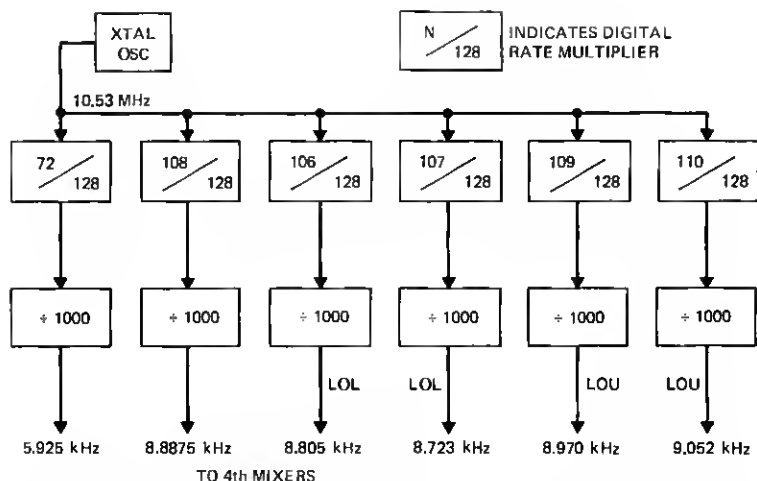 XTAL
OSC
N
128
INDICATES DIGITAL
RATE MULTIPLIER
10.53 MHz
72
128
108
128
106
128
107
128
109
128
110
128
÷ 1000
÷ 1000
÷ 1000
÷ 1000
÷ 1000
÷ 1000
LOL
LOL
LOU
LOU
5.925 kHz
8.8875 kHz
8.805 kHz
8.723 kHz
8.970 kHz
9.052 kHz
TO 4th MIXERS